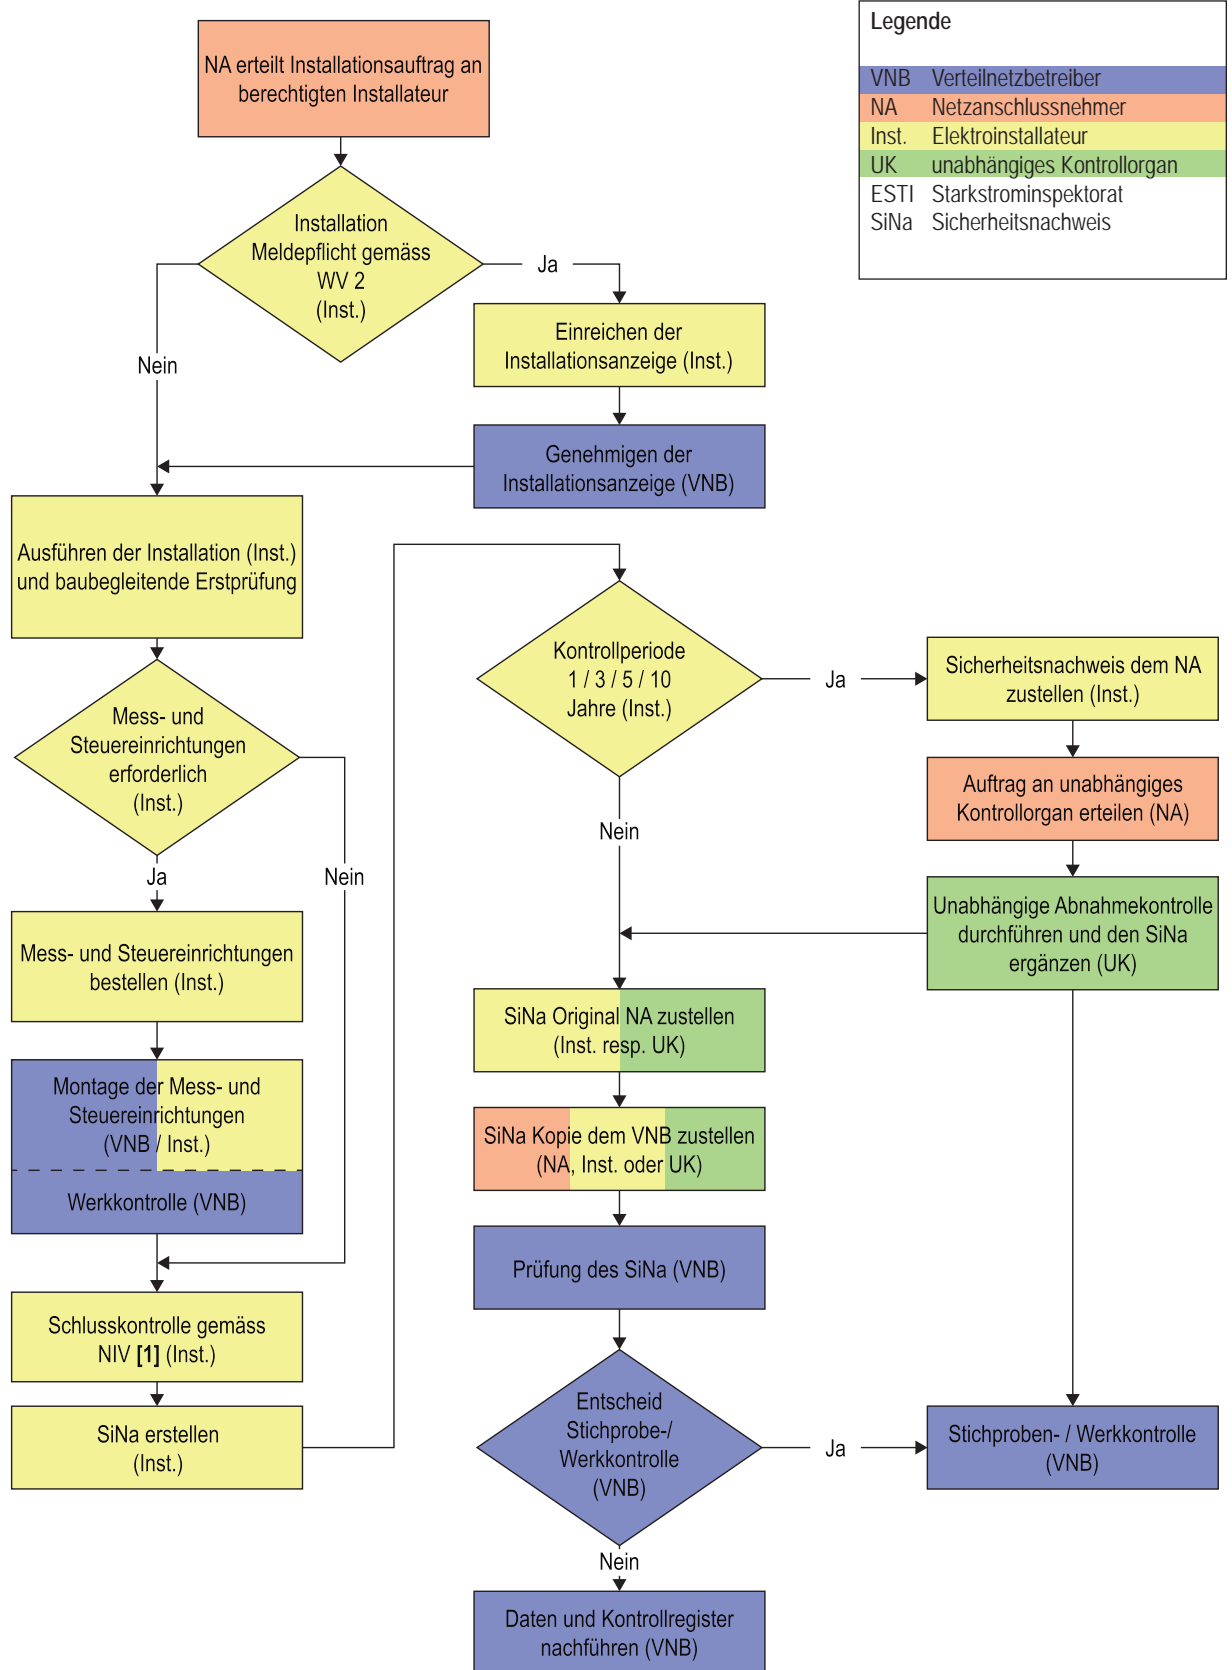 NA erteilt Installationsauftrag an
berechtigten Installateur
Legende
VNB Verteilnetzbetreiber
NA Netzanschlussnehmer
Inst. Elektroinstallateur
UK unabhängiges Kontrollorgan
ESTI Starkstrominspektorat
SiNa Sicherheitsnachweis
Installation
Meldepflicht gemäss
WV 2
(Inst.)
Ja
Nein
Einreichen der
Installationsanzeige (Inst.)
Genehmigen der
Installationsanzeige (VNB)
Ausführen der Installation (Inst.)
und baubegleitende Erstprüfung
Mess- und
Steuereinrichtungen
erforderlich
(Inst.)
Ja
Nein
Mess- und Steuereinrichtungen
bestellen (Inst.)
Montage der Mess- und
Steuereinrichtungen
(VNB / Inst.)
Werkkontrolle (VNB)
Schlusskontrolle gemäss
NIV [1] (Inst.)
SiNa erstellen
(Inst.)
Kontrollperiode
1 / 3 / 5 / 10
Jahre (Inst.)
Ja
Nein
Sicherheitsnachweis dem NA
zustellen (Inst.)
Auftrag an unabhängiges
Kontrollorgan erteilen (NA)
Unabhängige Abnahmekontrolle
durchführen und den SiNa
ergänzen (UK)
SiNa Original NA zustellen
(Inst. resp. UK)
SiNa Kopie dem VNB zustellen
(NA, Inst. oder UK)
Prüfung des SiNa (VNB)
Entscheid
Stichprobe-/
Werkkontrolle
(VNB)
Ja
Stichproben- / Werkkontrolle
(VNB)
Nein
Daten und Kontrollregister
nachführen (VNB)